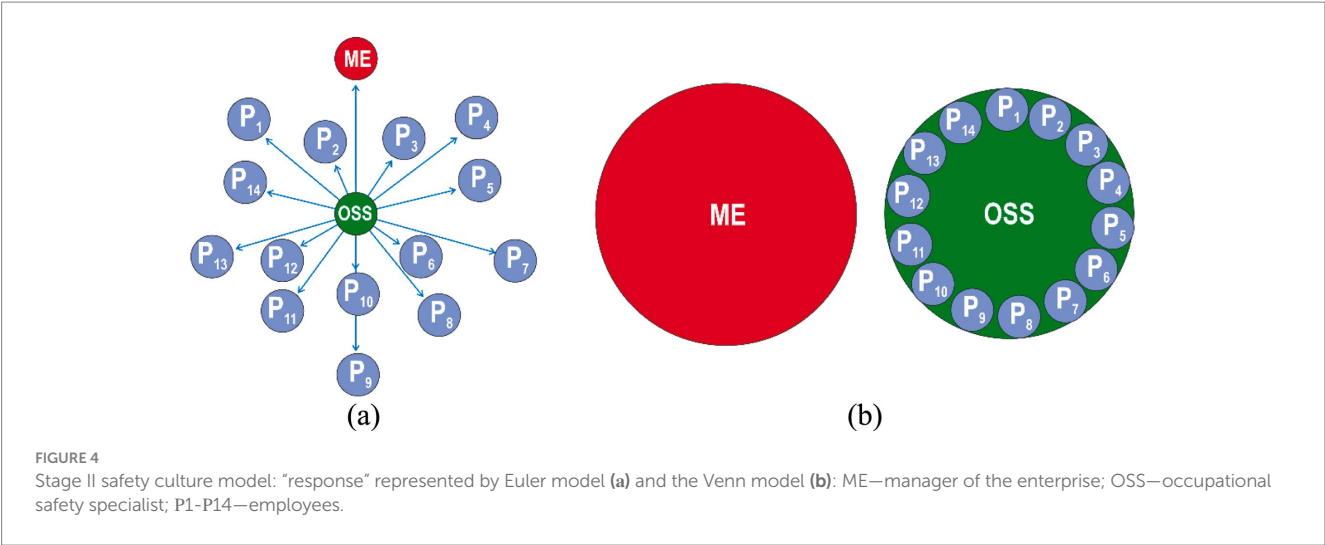 ME
P1
P2
P3
P4
P14
P5
OSS
P13
P12
P6
P7
P11
P10
P8
P9
(a)
ME
OSS
P1
P2
P3
P4
P5
P6
P7
P8
P9
P10
P11
P12
P13
P14
(b)
FIGURE 4
Stage II safety culture model: “response” represented by Euler model (a) and the Venn model (b): ME—manager of the enterprise; OSS—occupational
safety specialist; P1-P14—employees.